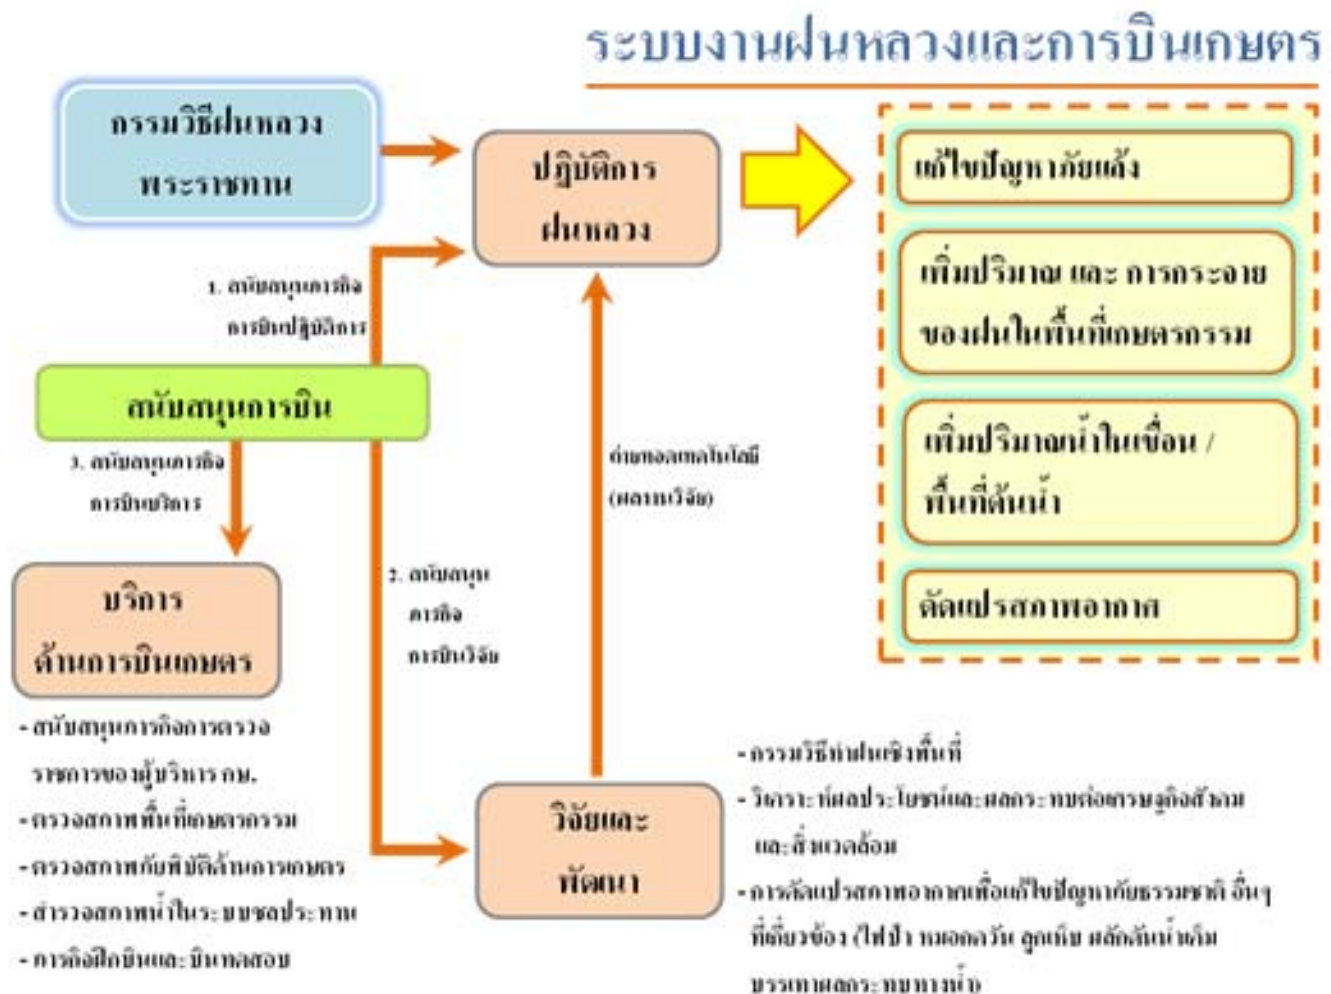 ระบบงานฝนหลวงและการบินเกษตร
กรรมวิธีฝนหลวง
พระราชทาน
ปฏิบัติการ
ฝนหลวง
แก้ไขปัญหาภัยแล้ง
เพิ่มปริมาณ และ การกระจาย
ของฝนในพื้นที่เกษตรกรรม
เพิ่มปริมาณน้ำในเขื่อน /
พื้นที่ต้นน้ำ
ดัดแปรสภาพอากาศ
1. สนับสนุนภารกิจ
การบินปฏิบัติการ
สนับสนุนการบิน
3. สนับสนุนภารกิจ
การบินบริการ
ถ่ายทอดเทคโนโลยี
(ผลงานวิจัย)
2. สนับสนุน
ภารกิจ
การบินวิจัย
บริการ
ด้านการบินเกษตร
- สนับสนุนภารกิจการตรวจ
ราชการของผู้บริหาร กษ.
- ตรวจสภาพพื้นที่เกษตรกรรม
- ตรวจสภาพภัยพิบัติด้านการเกษตร
- สำรวจสภาพน้ำในระบบชลประทาน
- ภารกิจฝึกบินและบินทดสอบ
วิจัยและ
พัฒนา
- กรรมวิธีทำฝนเชิงพื้นที่
- วิเคราะห์ผลประโยชน์และผลกระทบต่อเศรษฐกิจสังคม
และสิ่งแวดล้อม
- การดัดแปรสภาพอากาศเพื่อแก้ไขปัญหาภัยธรรมชาติ อื่นๆ
ที่เกี่ยวข้อง (ไฟป่า หมอกควัน ลูกเห็บ ผลักดันน้ำเค็ม
บรรเทาผลกระทบทางน้ำ)